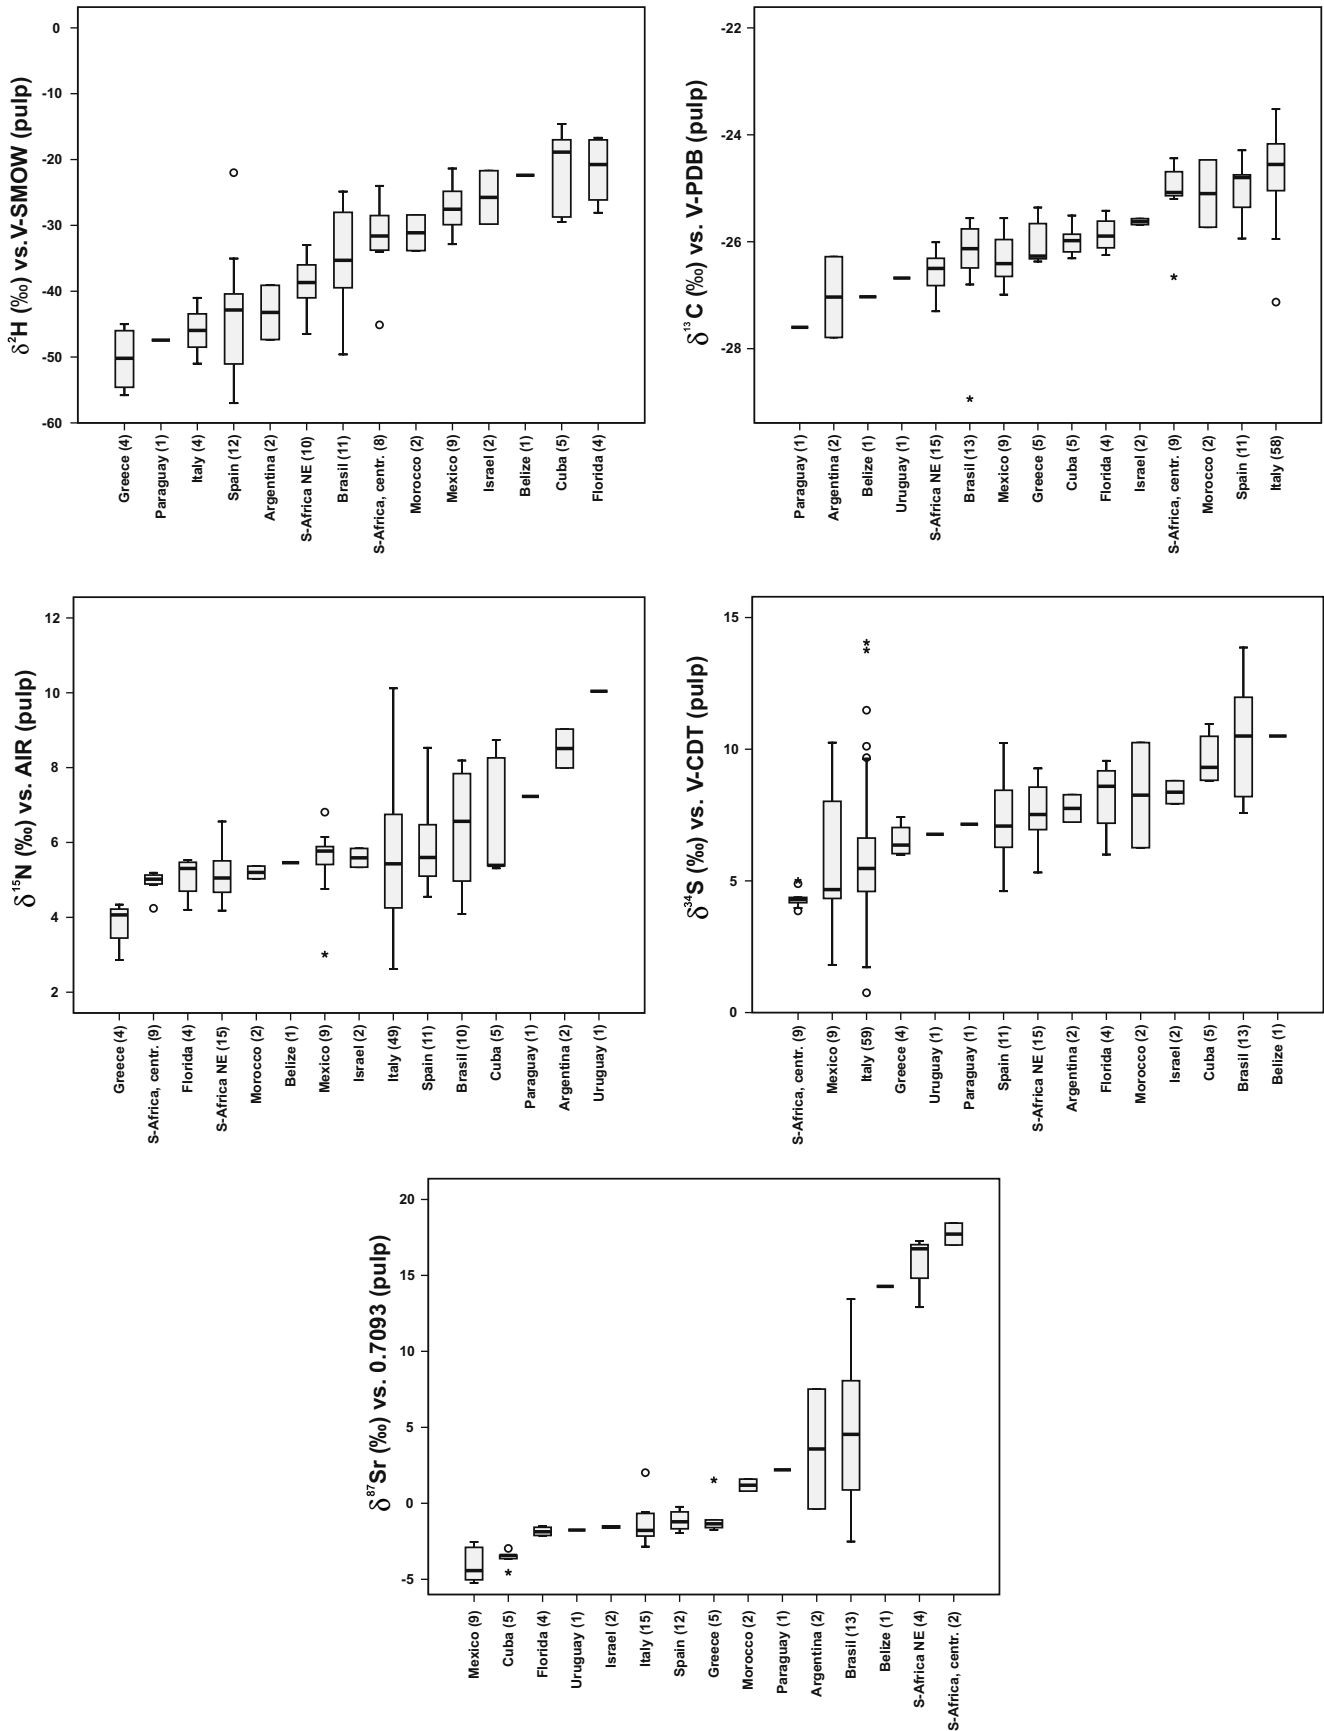 δ²H (‰) vs. V-SMOW (pulp)
0
-10
-20
-30
-40
-50
-60
Greece (4)
Paraguay (1)
Italy (4)
Spain (12)
Argentina (2)
S-Africa NE (10)
Brasil (11)
S-Africa, centr. (8)
Morocco (2)
Mexico (9)
Israel (2)
Belize (1)
Cuba (5)
Florida (4)
δ¹³C (‰) vs. V-PDB (pulp)
-22
-24
-26
-28
Paraguay (1)
Argentina (2)
Belize (1)
Uruguay (1)
S-Africa NE (15)
Brasil (13)
Mexico (9)
Greece (5)
Cuba (5)
Florida (4)
Israel (2)
S-Africa, centr. (9)
Morocco (2)
Spain (11)
Italy (58)
δ¹⁵N (‰) vs. AIR (pulp)
12
10
8
6
4
2
Greece (4)
S-Africa, centr. (9)
Florida (4)
S-Africa NE (15)
Morocco (2)
Belize (1)
Mexico (9)
Israel (2)
Italy (49)
Spain (11)
Brasil (10)
Cuba (5)
Paraguay (1)
Argentina (2)
Uruguay (1)
δ³⁴S (‰) vs. V-CDT (pulp)
15
10
5
0
S-Africa, centr. (9)
Mexico (9)
Italy (59)
Greece (4)
Uruguay (1)
Paraguay (1)
Spain (11)
S-Africa NE (15)
Argentina (2)
Florida (4)
Morocco (2)
Israel (2)
Cuba (5)
Brasil (13)
Belize (1)
δ⁸⁷Sr (‰) vs. 0.7093 (pulp)
20
15
10
5
0
-5
Mexico (9)
Cuba (5)
Florida (4)
Uruguay (1)
Israel (2)
Italy (15)
Spain (12)
Greece (5)
Morocco (2)
Paraguay (1)
Argentina (2)
Brasil (13)
Belize (1)
S-Africa NE (4)
S-Africa, centr. (2)